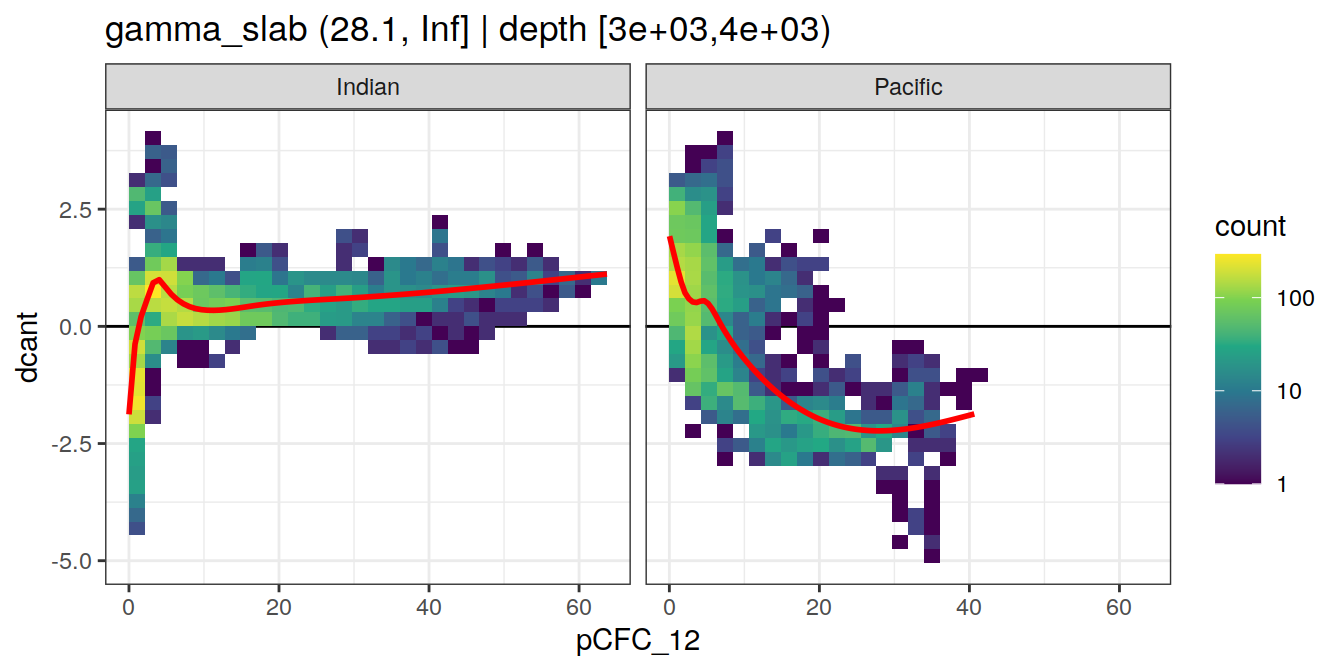 gamma_slab (28.1, Inf] | depth [3e+03,4e+03)
Indian
Pacific
2.5
0.0
-2.5
-5.0
dcant
0 20 40 60
0 20 40 60
pCFC_12
count
100
10
1